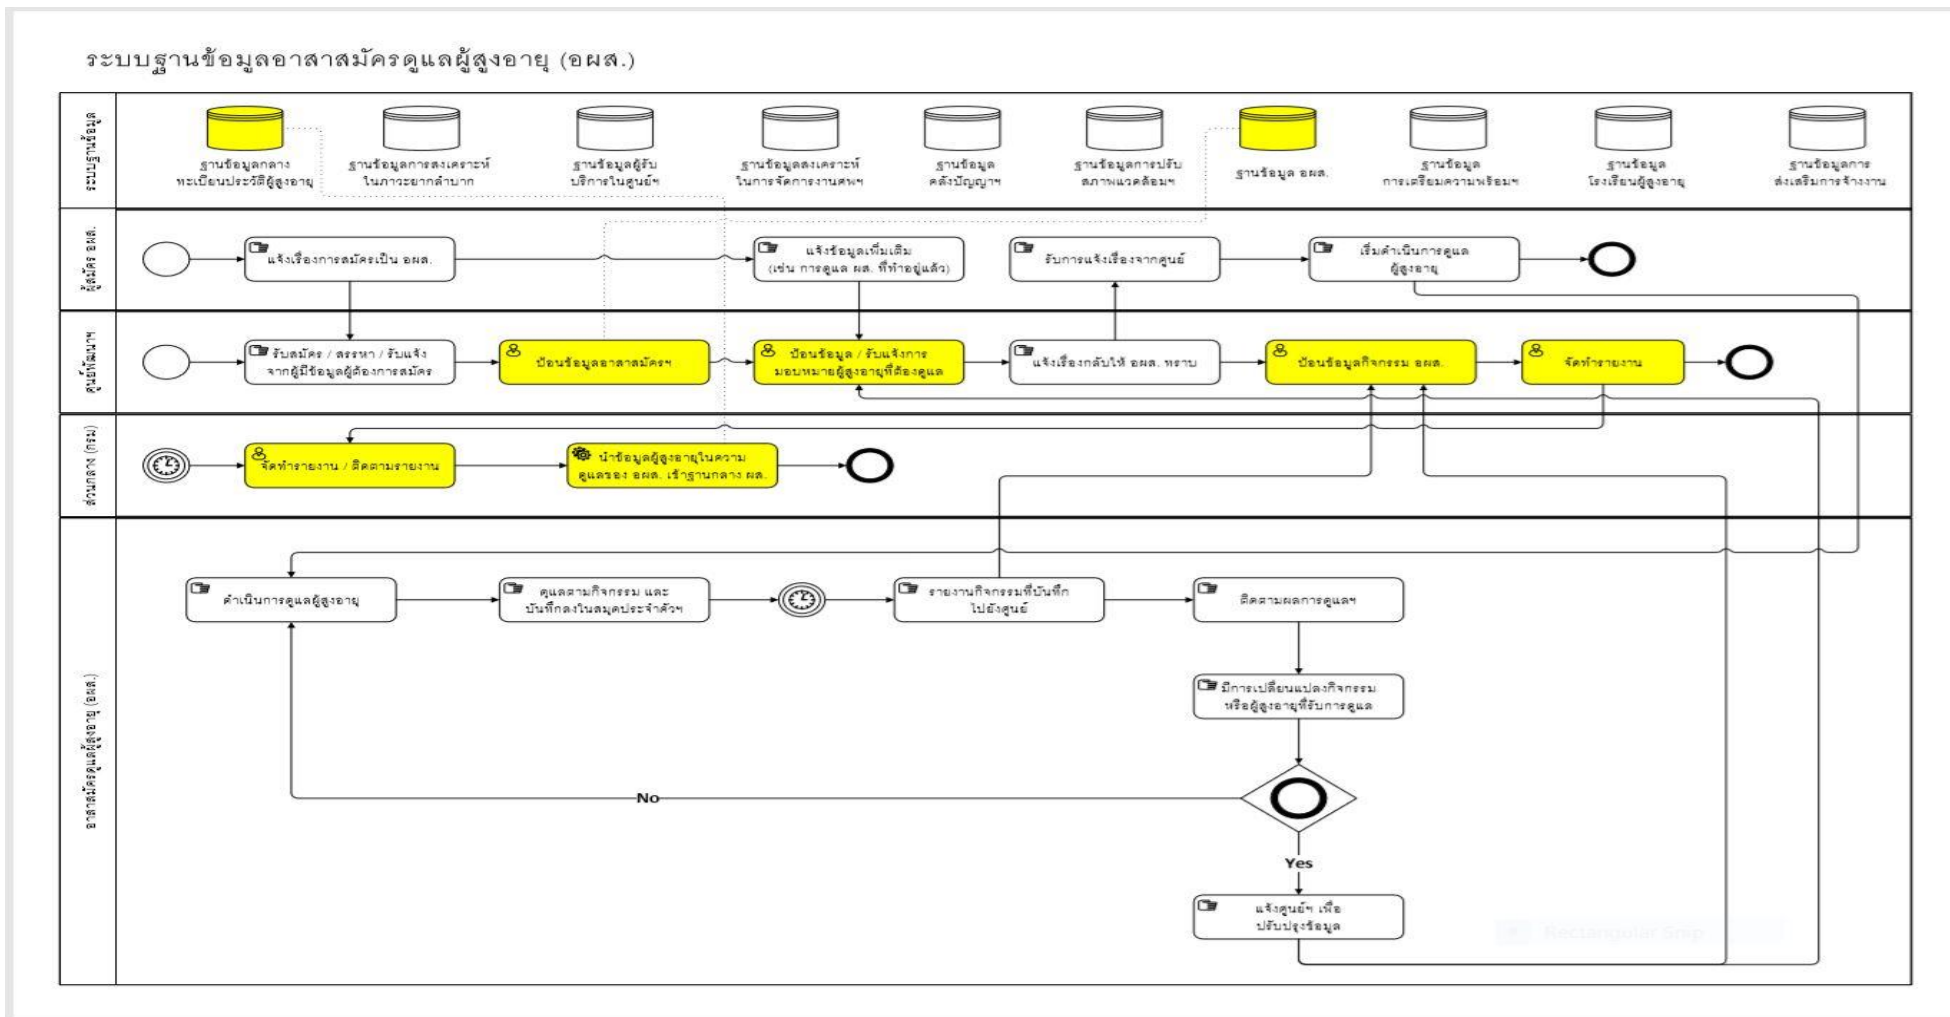 ระบบฐานข้อมูลอาสาสมัครดูแลผู้สูงอายุ (อผส.)
ระบบฐานข้อมูล
ฐานข้อมูลกลาง
ทะเบียนประวัติผู้สูงอายุ
ฐานข้อมูลการสงเคราะห์
ในภาวะยากลำบาก
ฐานข้อมูลผู้รับ
บริการในศูนย์ฯ
ฐานข้อมูลสงเคราะห์
ในการจัดการงานศพฯ
ฐานข้อมูล
คลังปัญญาฯ
ฐานข้อมูลการปรับ
สภาพแวดล้อมฯ
ฐานข้อมูล อผส.
ฐานข้อมูล
การเตรียมความพร้อมฯ
ฐานข้อมูล
โรงเรียนผู้สูงอายุ
ฐานข้อมูลการ
ส่งเสริมการจ้างงาน
ผู้สมัคร อผส.
แจ้งเรื่องการสมัครเป็น อผส.
แจ้งข้อมูลเพิ่มเติม
(เช่น การดูแล ผส. ที่ทำอยู่แล้ว)
รับการแจ้งเรื่องจากศูนย์
เริ่มดำเนินการดูแล
ผู้สูงอายุ
ศูนย์พัฒนาฯ
รับสมัคร / สรรหา / รับแจ้ง
จากผู้มีข้อมูลผู้ต้องการสมัคร
ป้อนข้อมูลอาสาสมัครฯ
ป้อนข้อมูล / รับแจ้งการ
มอบหมายผู้สูงอายุที่ต้องดูแล
แจ้งเรื่องกลับให้ อผส. ทราบ
ป้อนข้อมูลกิจกรรม อผส.
จัดทำรายงาน
ส่วนกลาง (กรม)
จัดทำรายงาน / ติดตามรายงาน
นำข้อมูลผู้สูงอายุในความ
ดูแลของ อผส. เข้าฐานกลาง ผส.
อาสาสมัครดูแลผู้สูงอายุ (อผส.)
ดำเนินการดูแลผู้สูงอายุ
ดูแลตามกิจกรรม และ
บันทึกลงในสมุดประจำตัวฯ
รายงานกิจกรรมที่บันทึก
ไปยังศูนย์
ติดตามผลการดูแลฯ
มีการเปลี่ยนแปลงกิจกรรม
หรือผู้สูงอายุที่รับการดูแล
No
Yes
แจ้งศูนย์ฯ เพื่อ
ปรับปรุงข้อมูล
Rectangular Snip